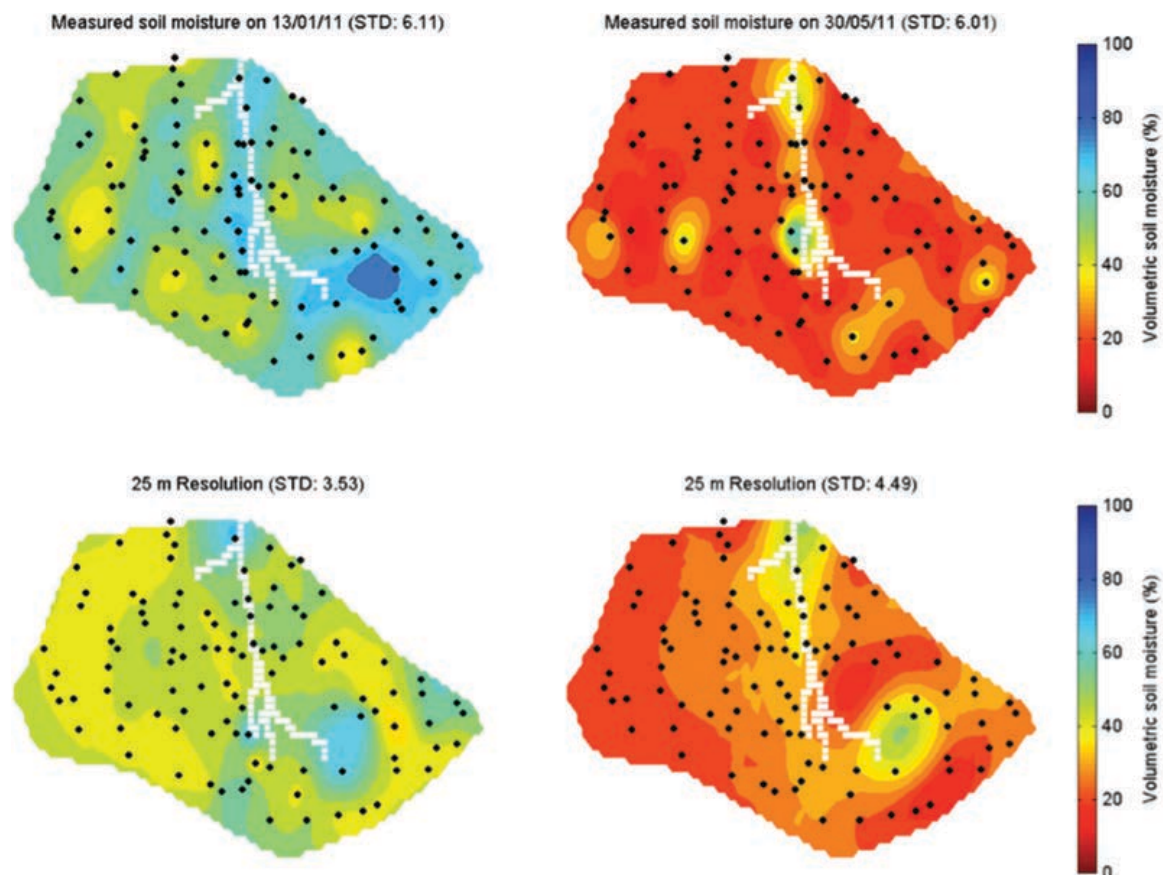 Measured soil moisture on 13/01/11 (STD: 6.11)
Measured soil moisture on 30/05/11 (STD: 6.01)
100
80
60
40
20
0
Volumetric soil moisture (%)
25 m Resolution (STD: 3.53)
25 m Resolution (STD: 4.49)
100
80
60
40
20
0
Volumetric soil moisture (%)